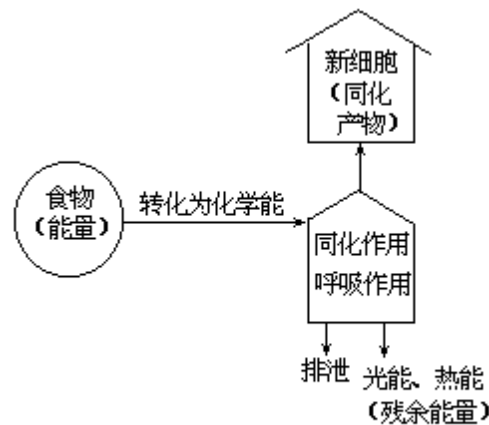 新细胞
(同化
产物)
食物
(能量)
转化为化学能
同化作用
呼吸作用
排泄
光能、热能
(残余能量)